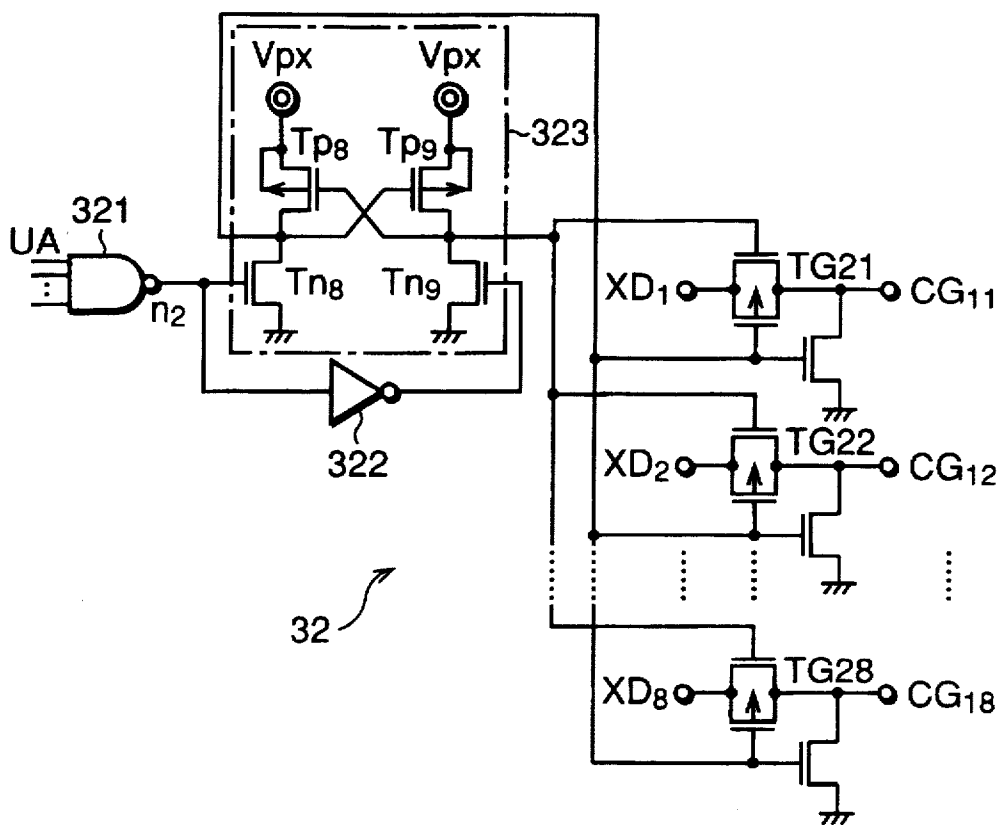 Vpx Vpx
Tp8 Tp9
323
321
UA
n2
Tn8 Tn9
322
32
XD1 TG21 CG11
XD2 TG22 CG12
XD8 TG28 CG18